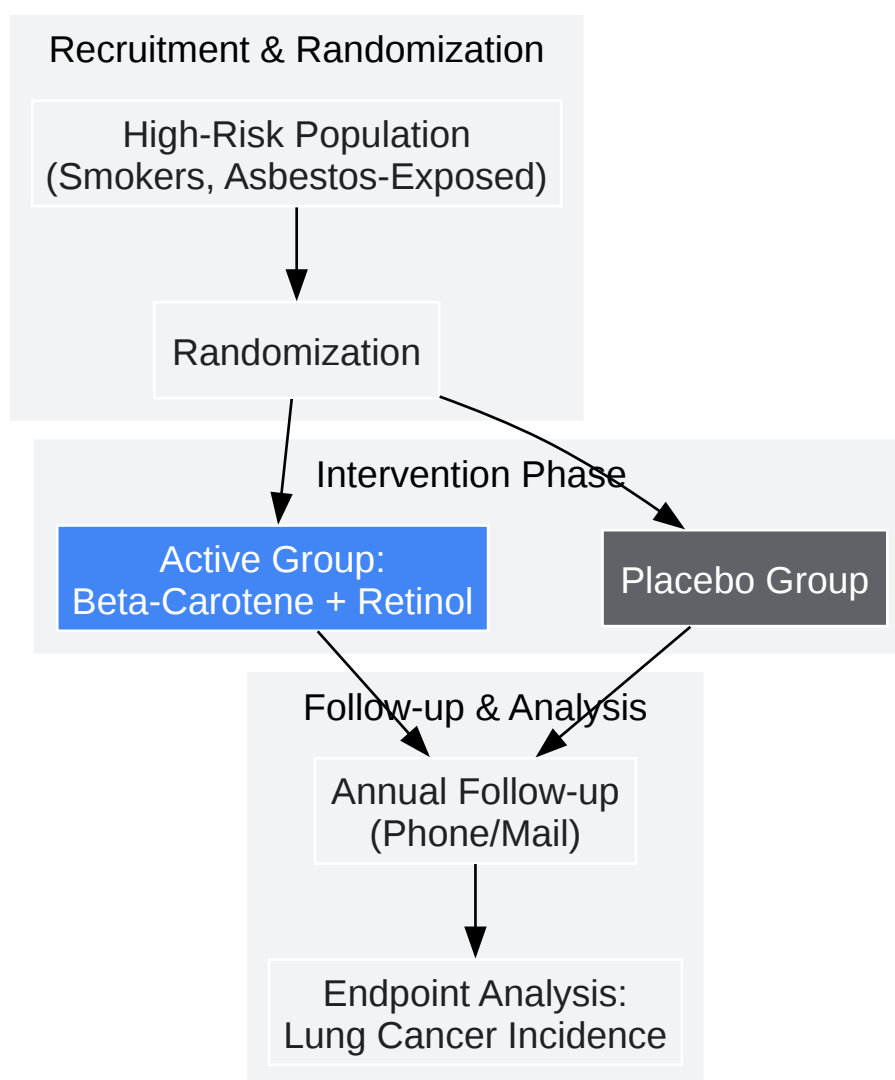 Recruitment & Randomization
High-Risk Population
(Smokers, Asbestos-Exposed)
Randomization
Intervention Phase
Active Group:
Beta-Carotene + Retinol
Placebo Group
Follow-up & Analysis
Annual Follow-up
(Phone/Mail)
Endpoint Analysis:
Lung Cancer Incidence